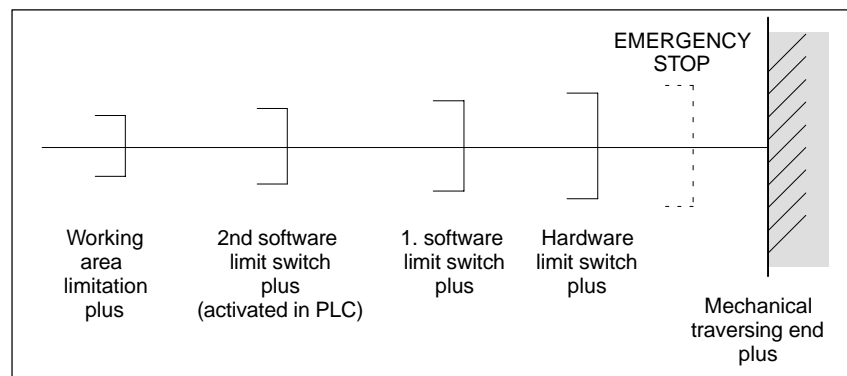 EMERGENCY
STOP
Working
area
limitation
plus
2nd software
limit switch
plus
(activated in PLC)
1. software
limit switch
plus
Hardware
limit switch
plus
Mechanical
traversing end
plus